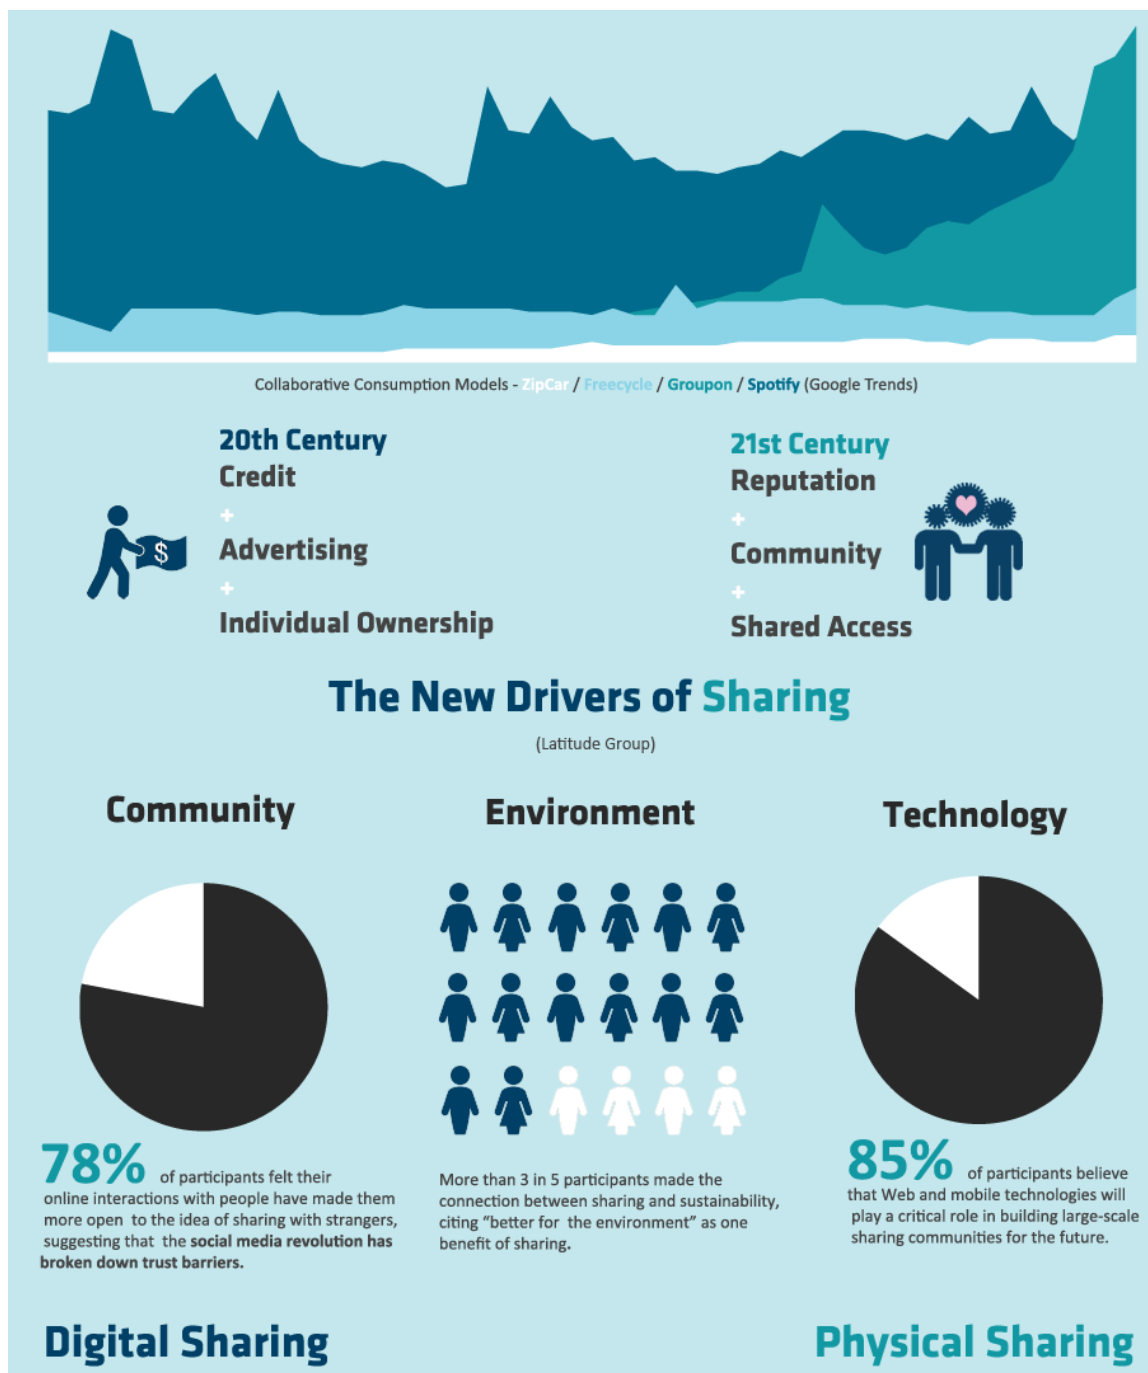 Collaborative Consumption Models - ZipCar / Freecycle / Groupon / Spotify (Google Trends)
20th Century
Credit
+
Advertising
+
Individual Ownership
$
21st Century
Reputation
+
Community
+
Shared Access
The New Drivers of Sharing
(Latitude Group)
Community
78% of participants felt their
online interactions with people have made them
more open to the idea of sharing with strangers,
suggesting that the social media revolution has
broken down trust barriers.
Environment
More than 3 in 5 participants made the
connection between sharing and sustainability,
citing "better for the environment" as one
benefit of sharing.
Technology
85% of participants believe
that Web and mobile technologies will
play a critical role in building large-scale
sharing communities for the future.
Digital Sharing
Physical Sharing